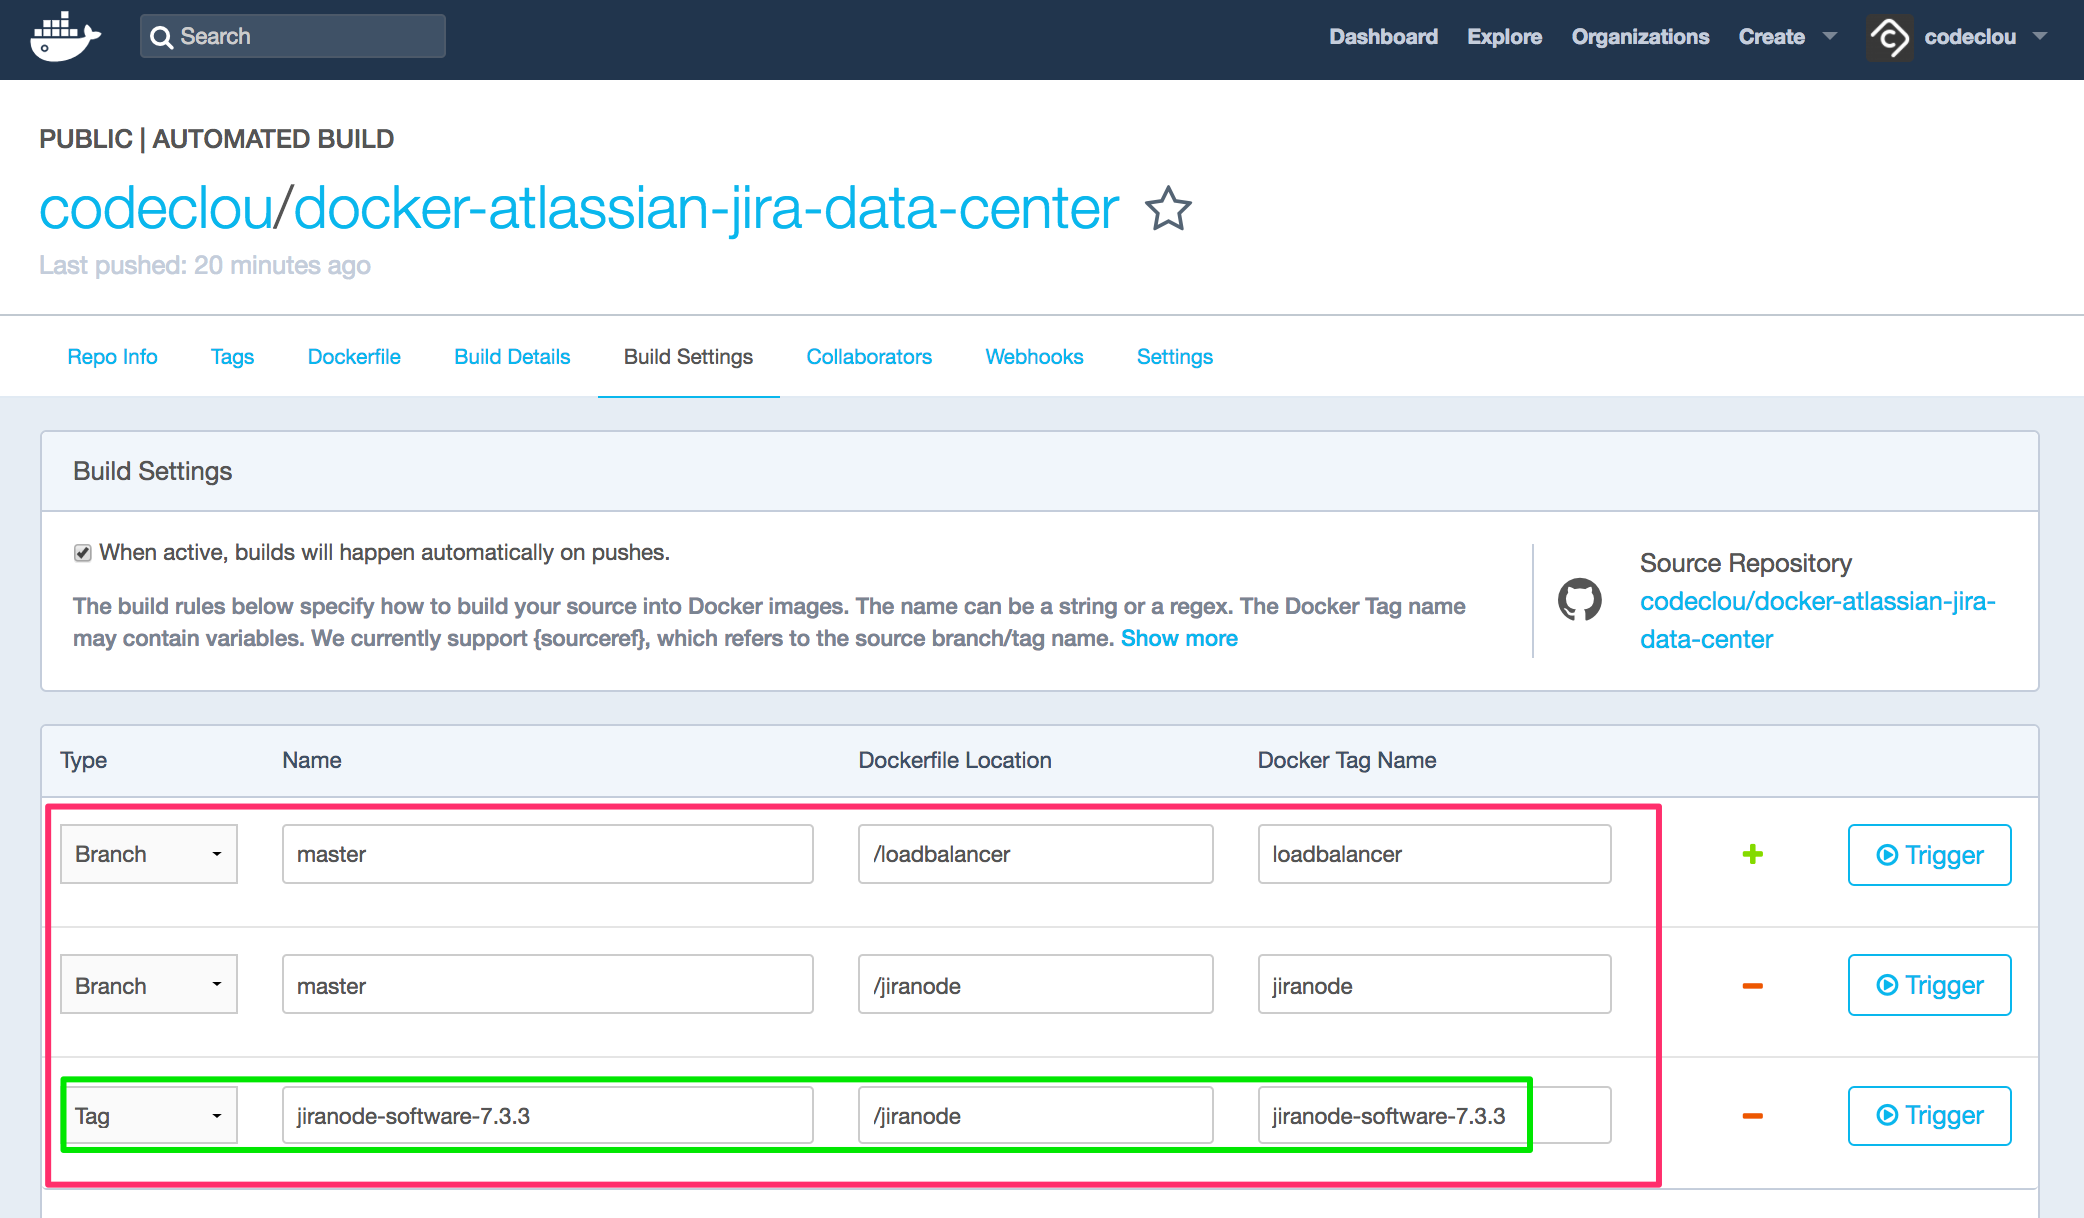 Search
Dashboard Explore Organizations Create codeclou
PUBLIC | AUTOMATED BUILD
codeclou/docker-atlassian-jira-data-center
Last pushed: 20 minutes ago
Repo Info Tags Dockerfile Build Details Build Settings Collaborators Webhooks Settings
Build Settings
When active, builds will happen automatically on pushes.
The build rules below specify how to build your source into Docker images. The name can be a string or a regex. The Docker Tag name
may contain variables. We currently support {sourceref}, which refers to the source branch/tag name. Show more
Source Repository
codeclou/docker-atlassian-jira-
data-center
Type Name Dockerfile Location Docker Tag Name
Branch master /loadbalancer loadbalancer Trigger
Branch master /jiranode jiranode Trigger
Tag jiranode-software-7.3.3 /jiranode jiranode-software-7.3.3 Trigger